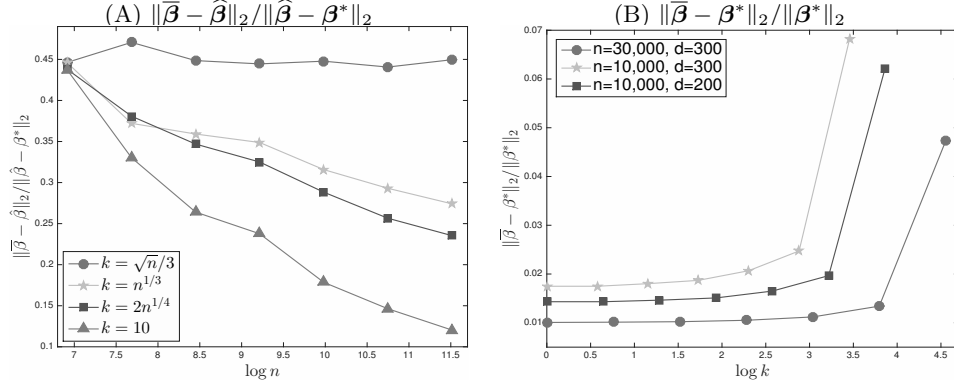 (A) ‖β̅ − β̂‖₂/‖β̂ − β*‖₂
‖β̅ − β̂‖₂/‖β̂ − β*‖₂
0.45
0.4
0.35
0.3
0.25
0.2
0.15
0.1
k = √n/3
k = n^{1/3}
k = 2n^{1/4}
k = 10
7 7.5 8 8.5 9 9.5 10 10.5 11 11.5
log n
(B) ‖β̅ − β*‖₂/‖β*‖₂
‖β̅ − β*‖₂/‖β*‖₂
0.07
0.06
0.05
0.04
0.03
0.02
0.01
n=30,000, d=300
n=10,000, d=300
n=10,000, d=200
0 0.5 1 1.5 2 2.5 3 3.5 4 4.5
log k